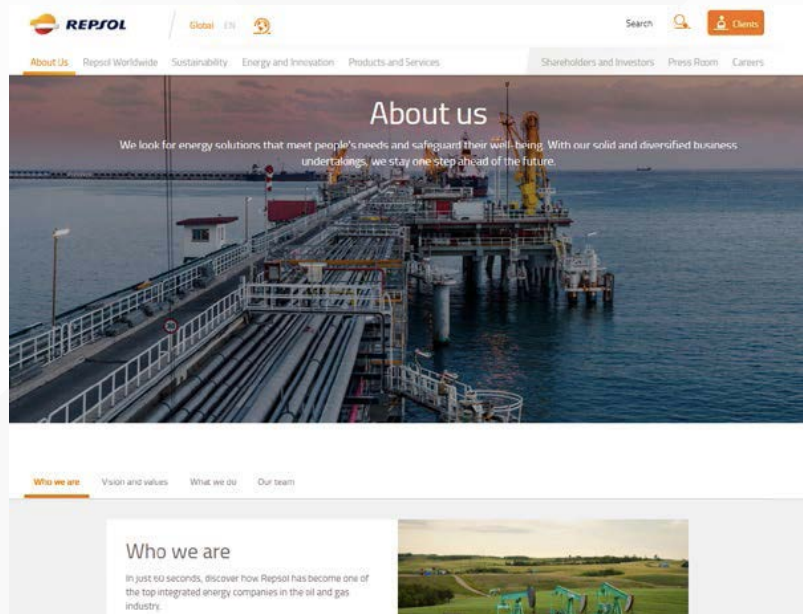 REPSOL
Global EN
Search
Clients
About Us Repsol Worldwide Sustainability Energy and Innovation Products and Services Shareholders and Investors Press Room Careers
About us
We look for energy solutions that meet people's needs and safeguard their well-being. With our solid and diversified business
undertakings, we stay one step ahead of the future.
Who we are Vision and values What we do Our team
Who we are
In just 60 seconds, discover how Repsol has become one of
the top integrated energy companies in the oil and gas
industry.